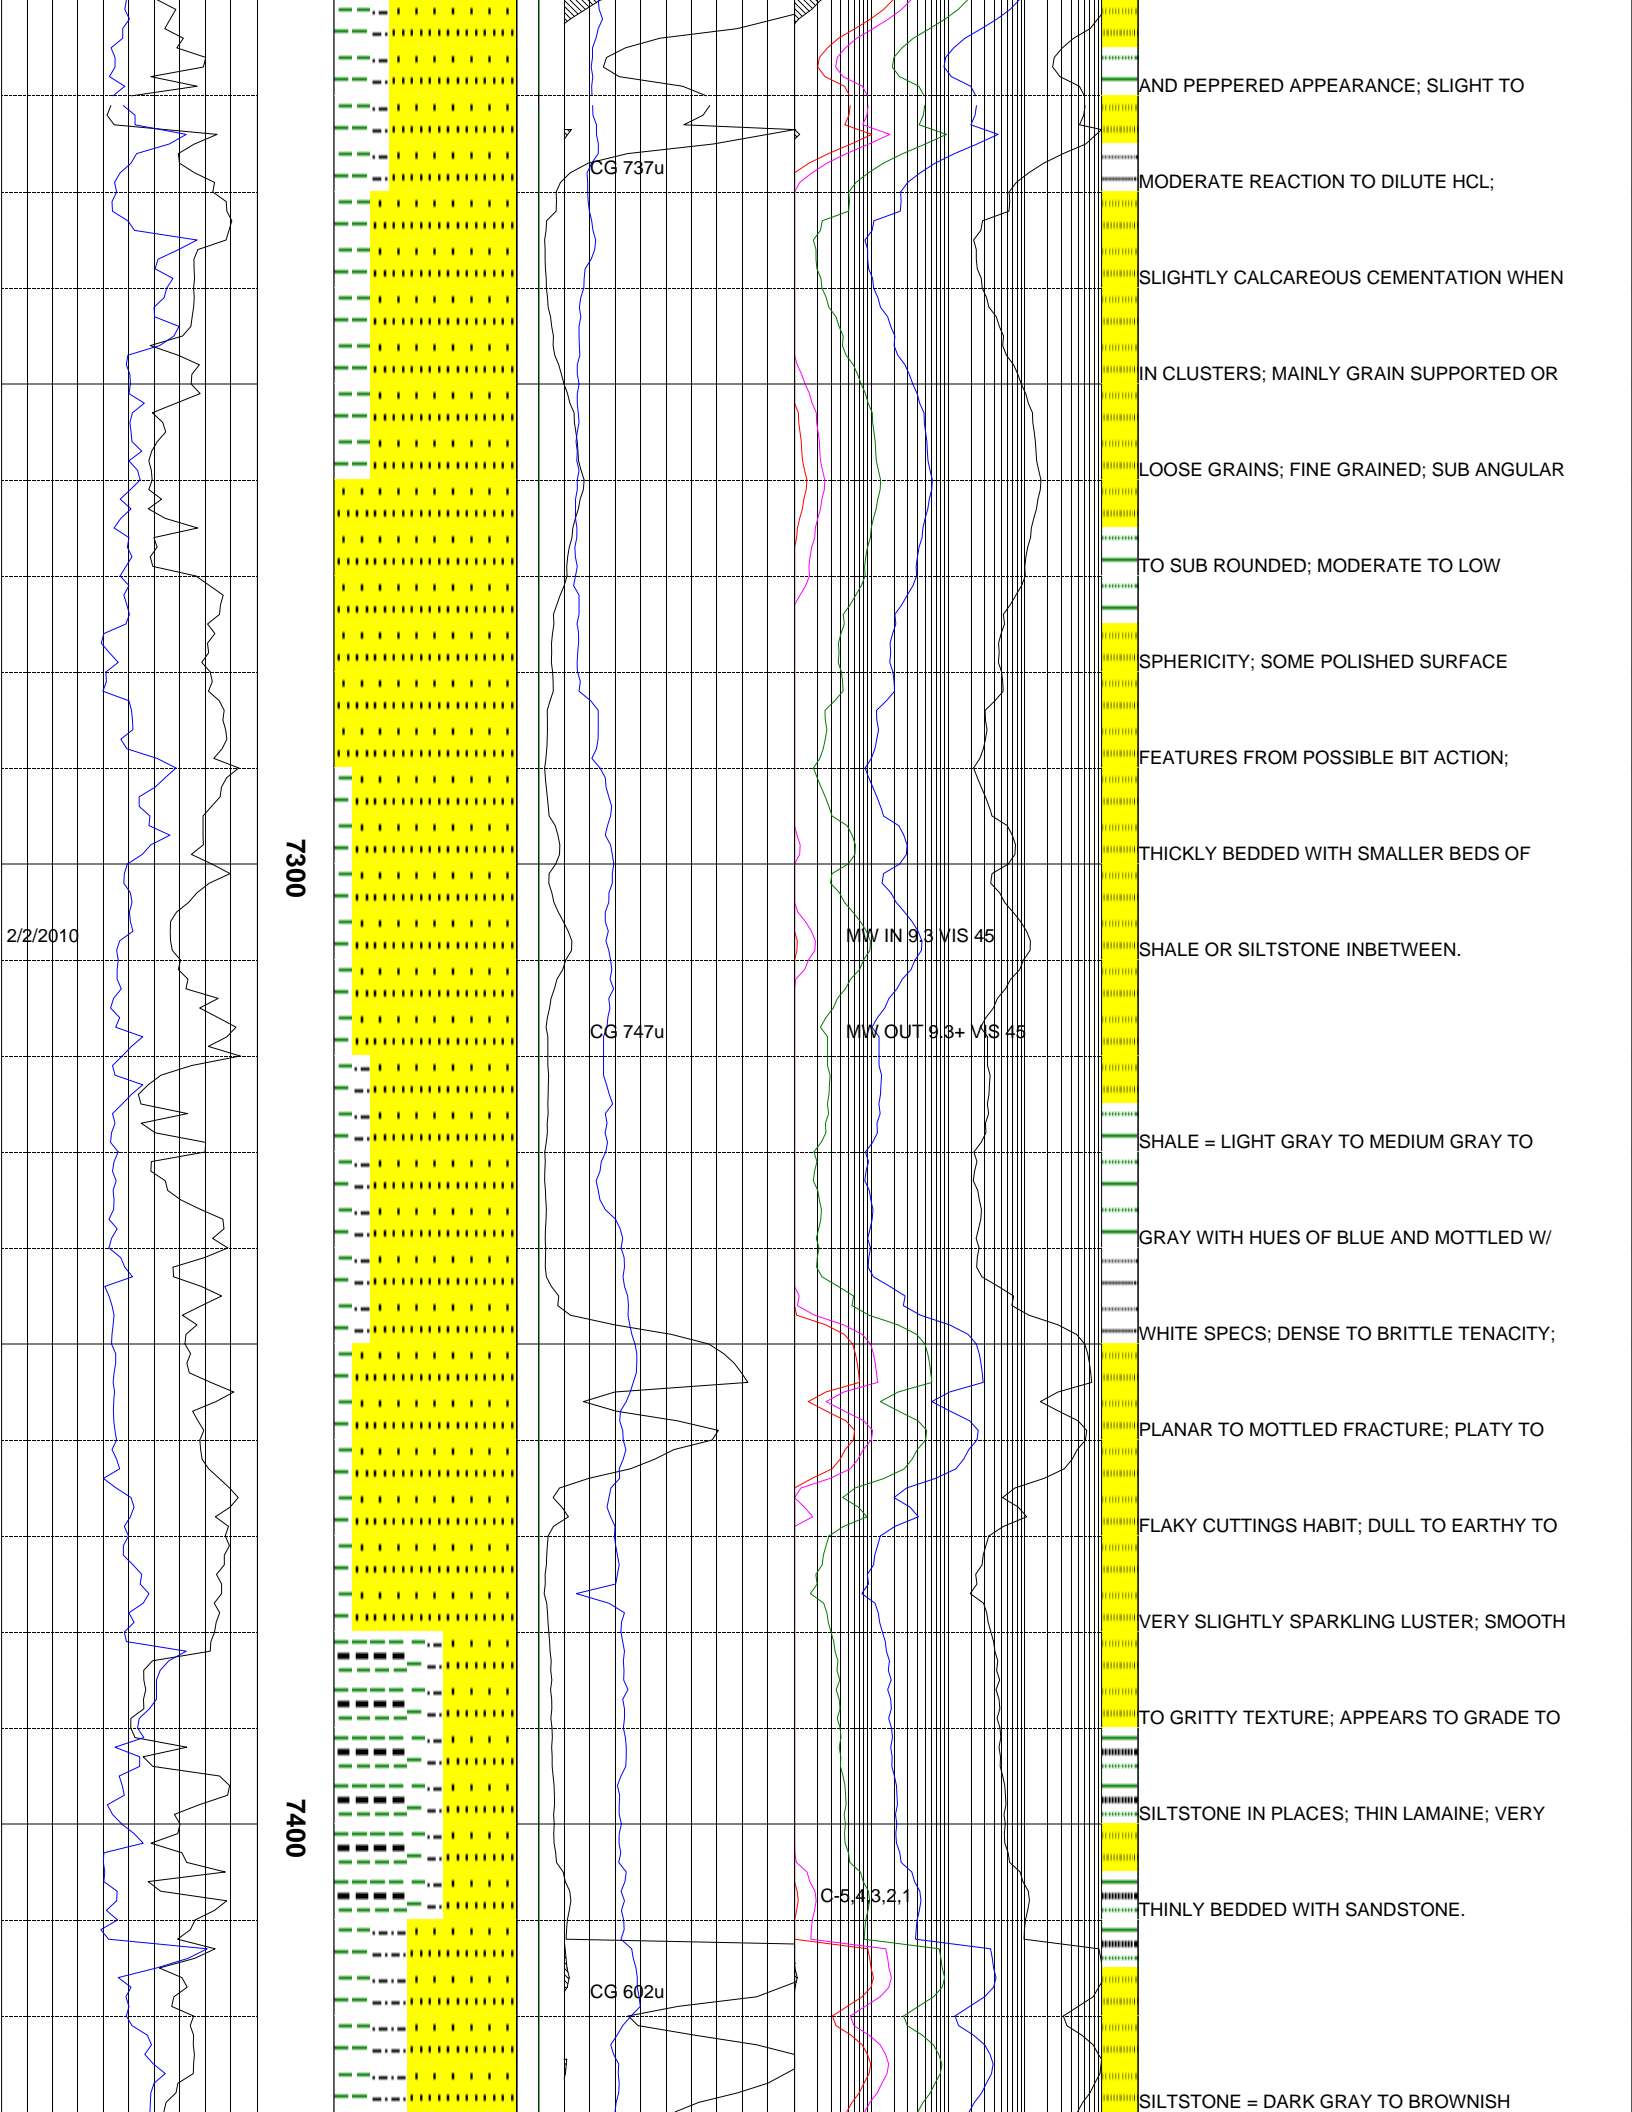 AND PEPPERED APPEARANCE; SLIGHT TO
CG 737u
MODERATE REACTION TO DILUTE HCL;
SLIGHTLY CALCAREOUS CEMENTATION WHEN
IN CLUSTERS; MAINLY GRAIN SUPPORTED OR
LOOSE GRAINS; FINE GRAINED; SUB ANGULAR
TO SUB ROUNDED; MODERATE TO LOW
SPHERICITY; SOME POLISHED SURFACE
FEATURES FROM POSSIBLE BIT ACTION;
THICKLY BEDDED WITH SMALLER BEDS OF
7300
2/2/2010
MW IN 9.3 VIS 45
SHALE OR SILTSTONE INBETWEEN.
CG 747u
MW OUT 9.3+ VIS 45
SHALE = LIGHT GRAY TO MEDIUM GRAY TO
GRAY WITH HUES OF BLUE AND MOTTLED W/
WHITE SPECS; DENSE TO BRITTLE TENACITY;
PLANAR TO MOTTLED FRACTURE; PLATY TO
FLAKY CUTTINGS HABIT; DULL TO EARTHY TO
VERY SLIGHTLY SPARKLING LUSTER; SMOOTH
TO GRITTY TEXTURE; APPEARS TO GRADE TO
SILTSTONE IN PLACES; THIN LAMAINE; VERY
7400
C-5,4,3,2,1
THINLY BEDDED WITH SANDSTONE.
CG 602u
SILTSTONE = DARK GRAY TO BROWNISH